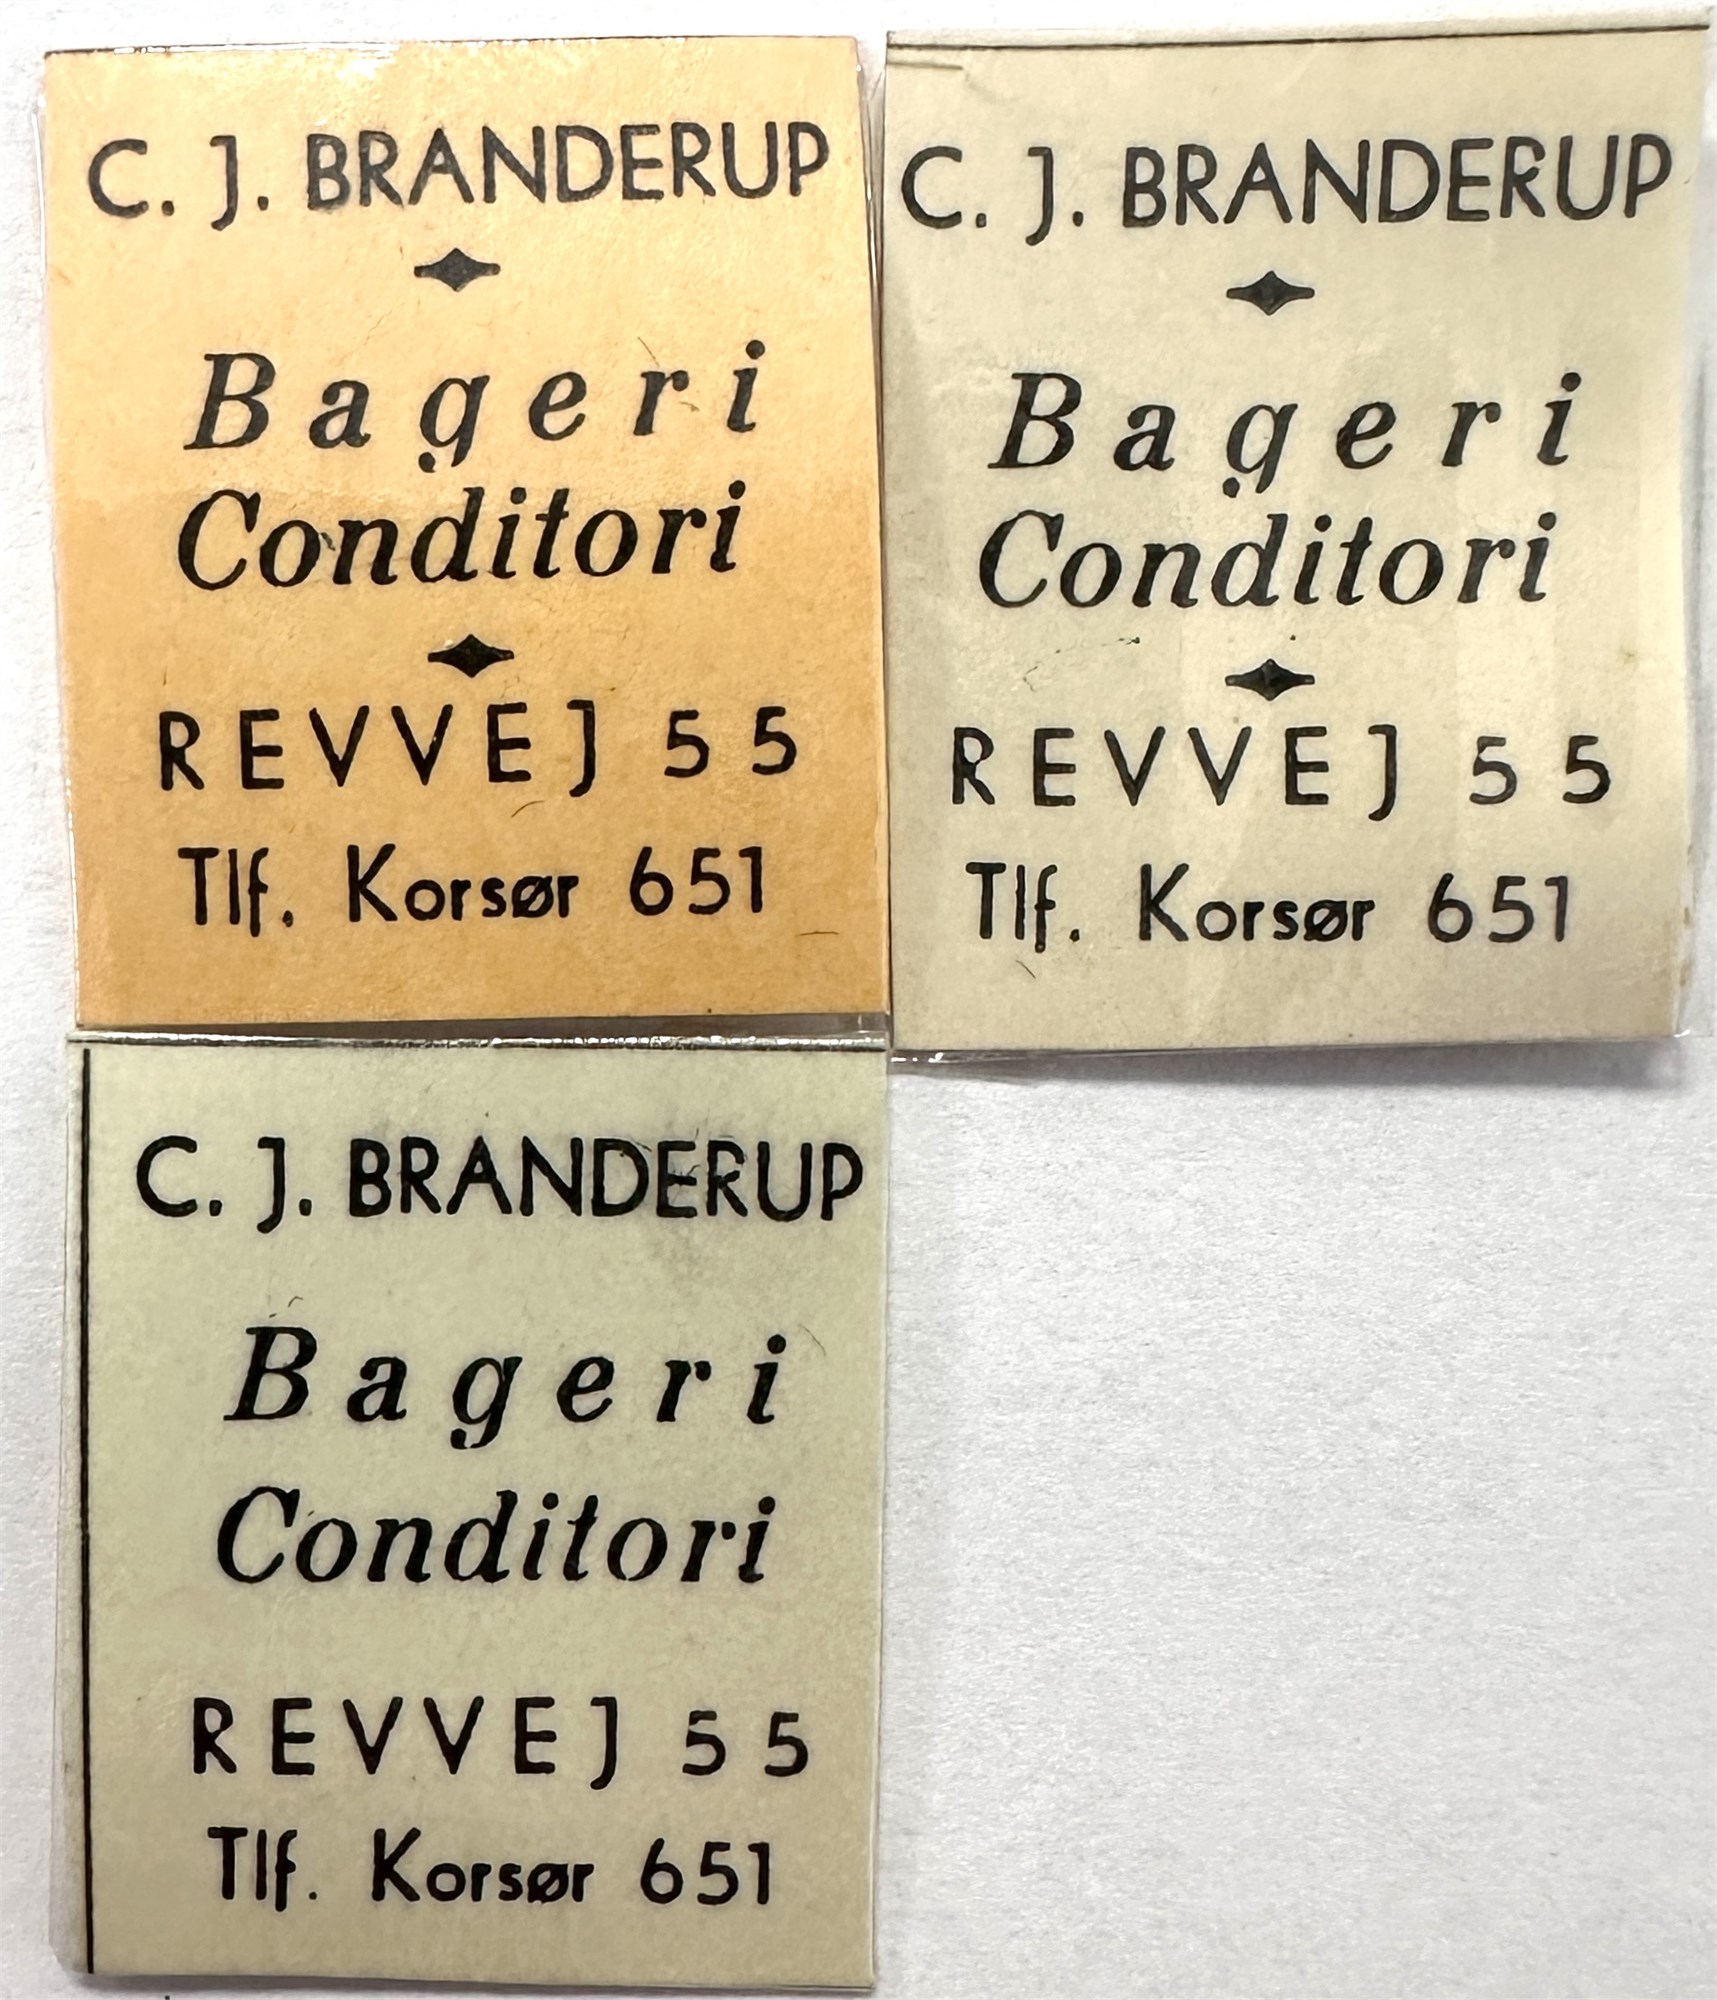 C. J. BRANDERUP
Bageri
Conditori
REVVEJ 55
Tlf. Korsør 651
C. J. BRANDERUP
Bageri
Conditori
REVVEJ 55
Tlf. Korsør 651
C. J. BRANDERUP
Bageri
Conditori
REVVEJ 55
Tlf. Korsør 651